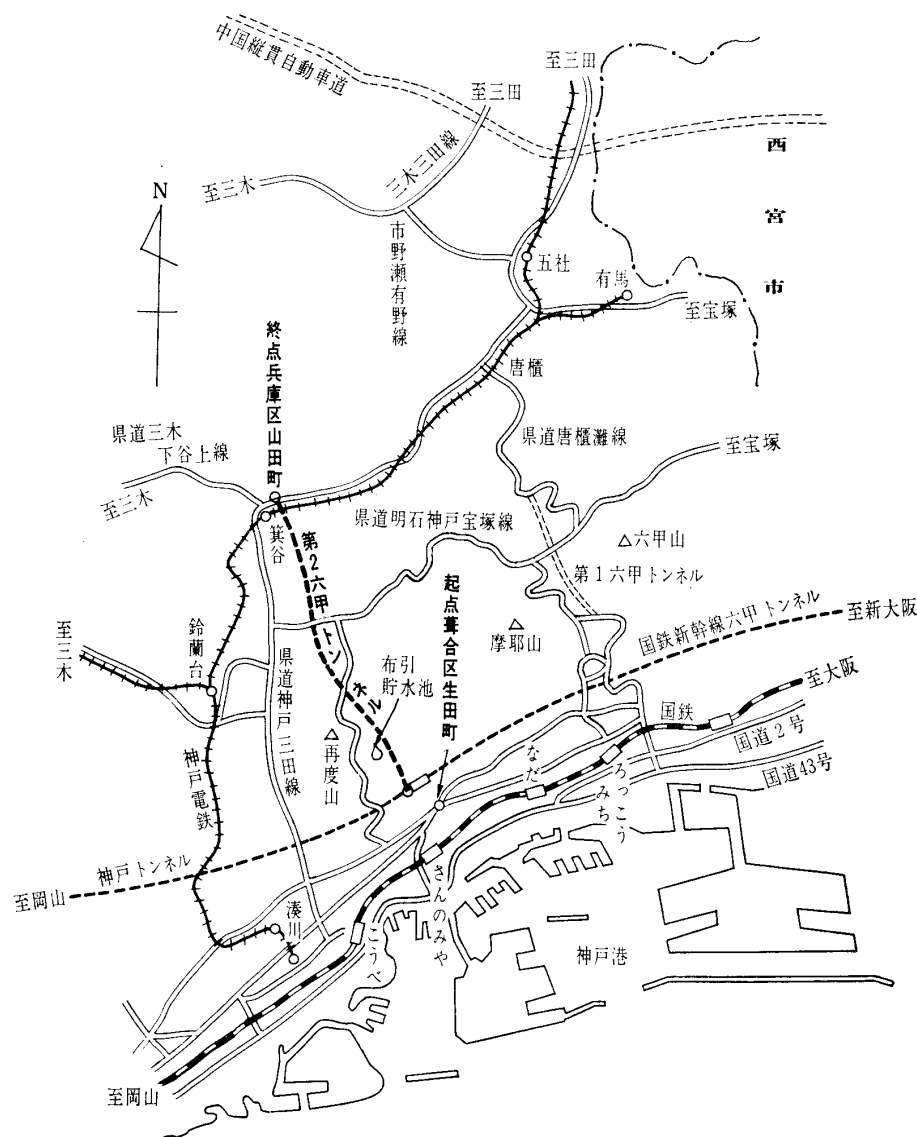 中国縦貫自動車道
至三田
至三田
三木三田線
至三木
市野瀬有野線
西宮市
N
五社
有馬
至宝塚
唐櫃
終点兵庫区山田町
県道三木
下谷上線
至三木
箕谷
県道唐櫃灘線
至宝塚
県道明石神戸宝塚線
△六甲山
第1六甲トンネル
第2六甲トンネル
起点葺合区生田町
△摩耶山
国鉄新幹線六甲トンネル
至新大阪
至三木
鈴蘭台
布引
貯水池
県道神戸三田線
△再度山
至大阪
国鉄
国道2号
国道43号
なだ
ろっこう
みち
神戸電鉄
神戸トンネル
至岡山
湊川
さんのみや
こうべ
神戸港
至岡山